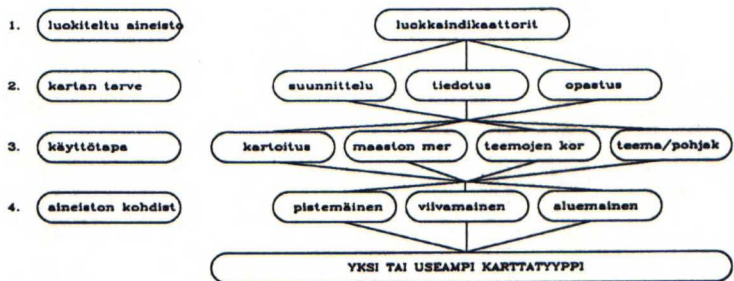 1. luokiteltu aineisto luokkaindikaattorit
2. kartan tarve suunnittelu tiedotus opastus
3. käyttötapa kartoitus maaston mer teemojen kor teema/pohjak
4. aineiston kohdist pistemäinen viivamainen aluemainen
YKSI TAI USEAMPI KARTTATYYPPI